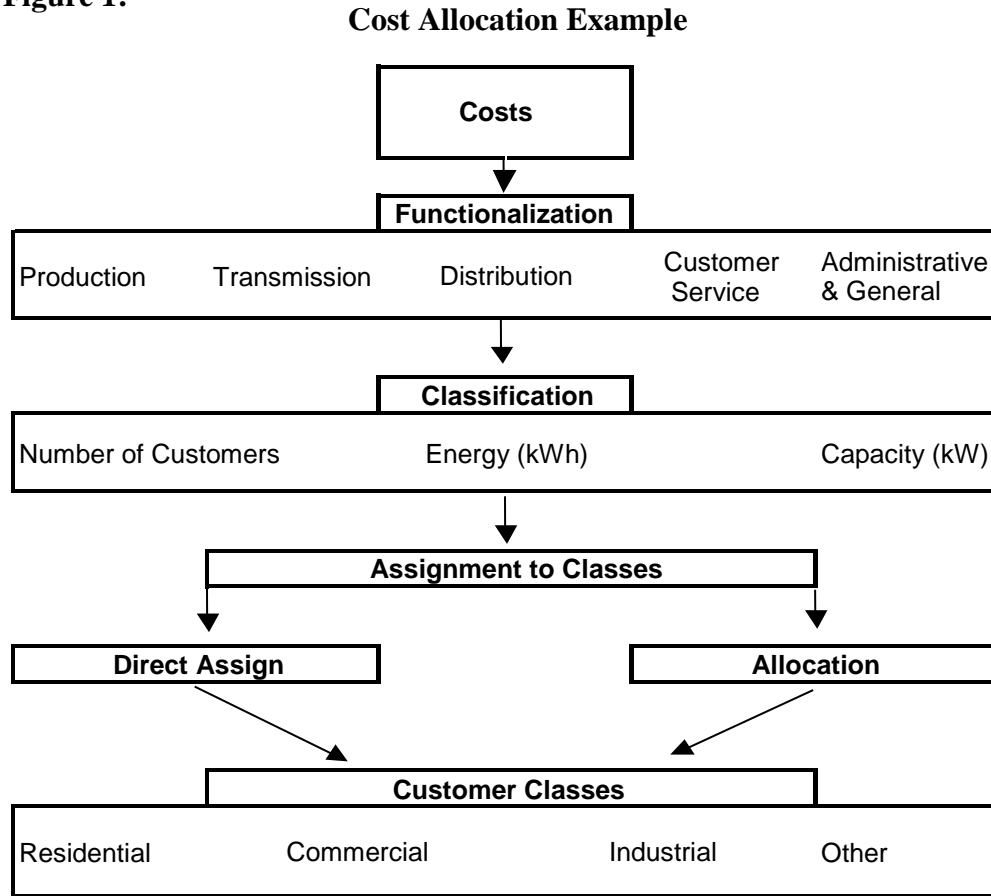 Figure 1:
Cost Allocation Example
Costs
Functionalization
Production Transmission Distribution Customer Service Administrative & General
Classification
Number of Customers Energy (kWh) Capacity (kW)
Assignment to Classes
Direct Assign Allocation
Customer Classes
Residential Commercial Industrial Other